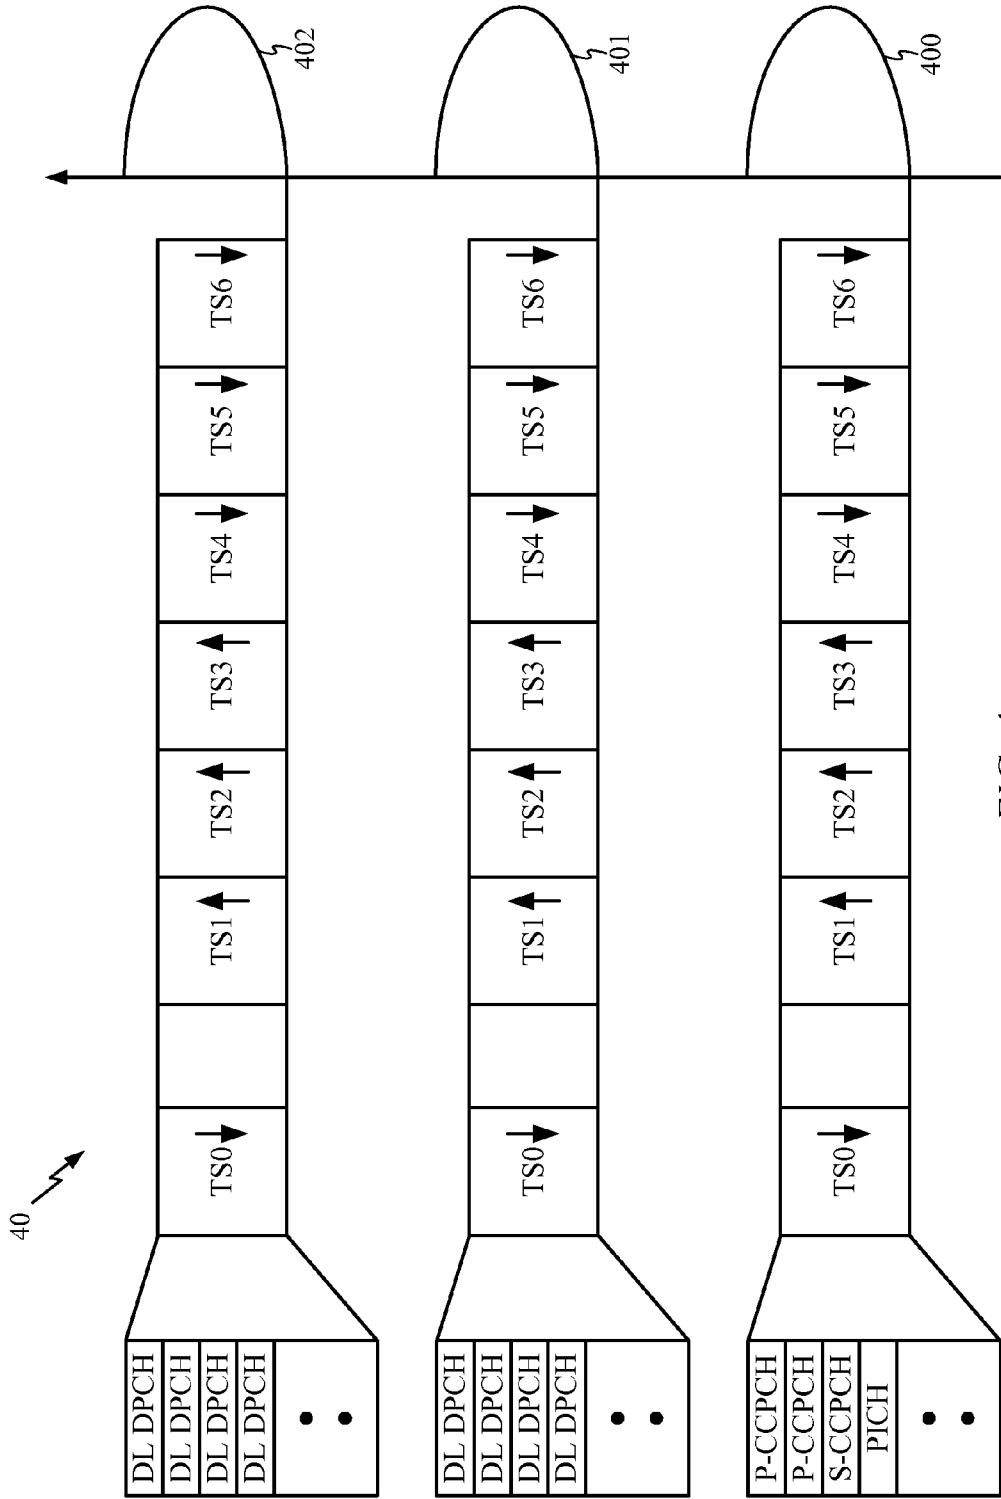 40
DL DPCH
DL DPCH
DL DPCH
DL DPCH
TS0
TS1
TS2
TS3
TS4
TS5
TS6
402
DL DPCH
DL DPCH
DL DPCH
DL DPCH
TS0
TS1
TS2
TS3
TS4
TS5
TS6
401
P-CCPCH
P-CCPCH
S-CCPCH
PICH
TS0
TS1
TS2
TS3
TS4
TS5
TS6
400